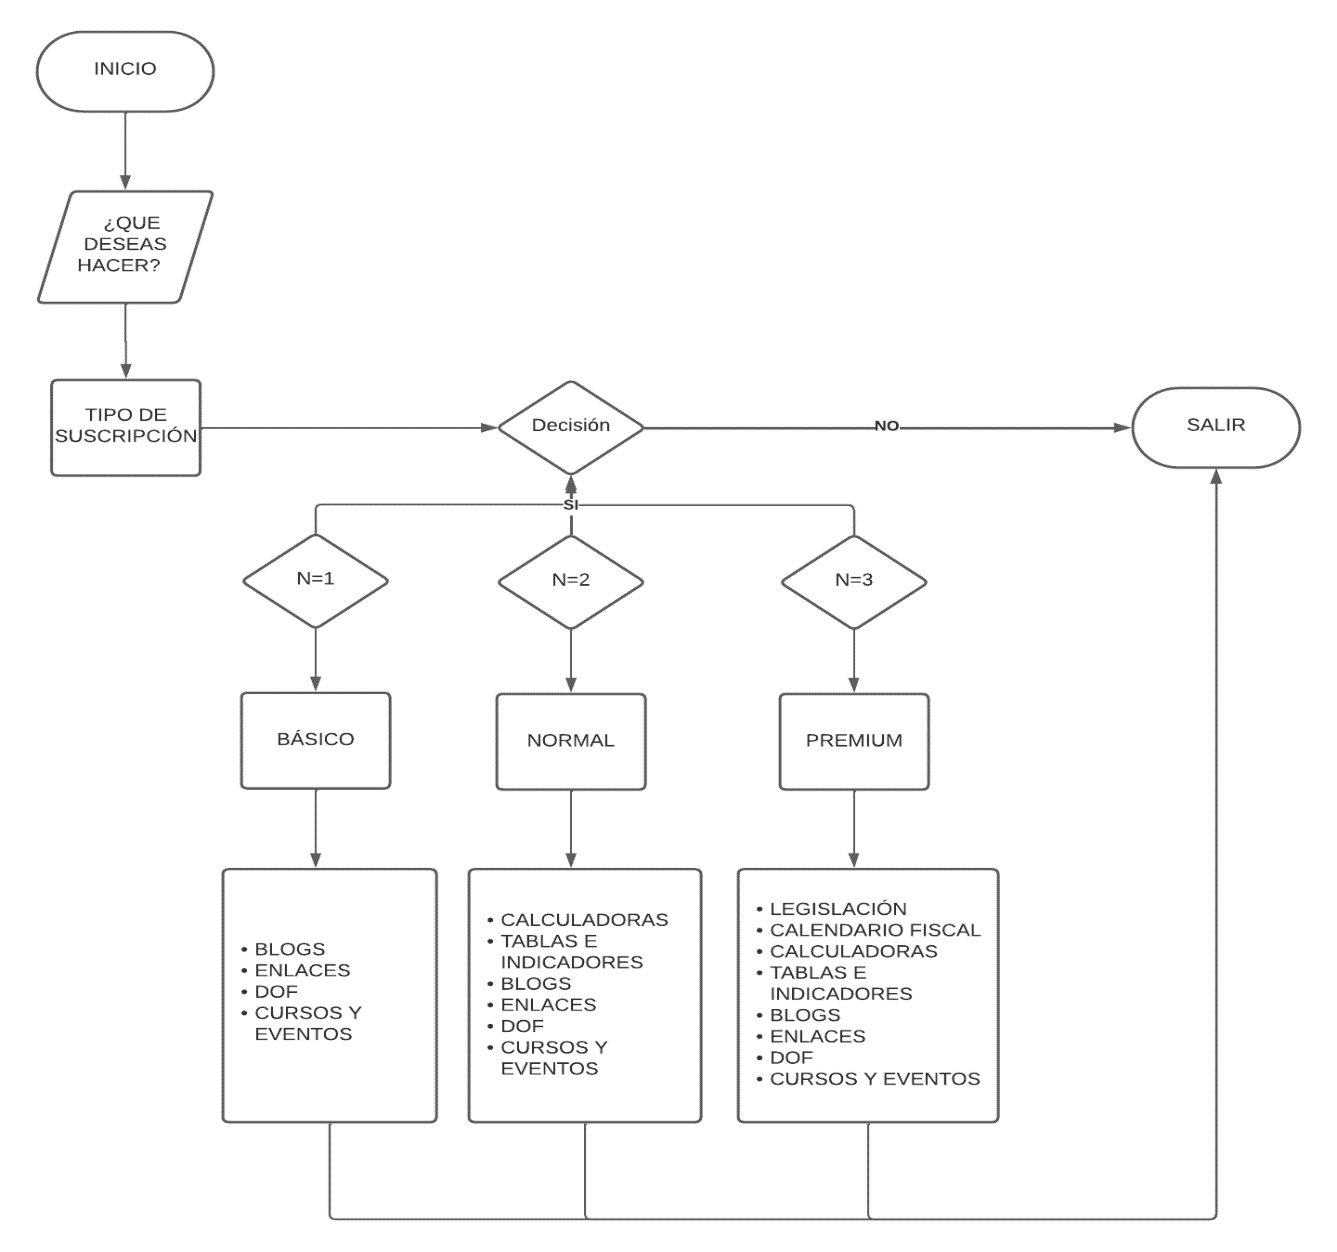 INICIO
¿QUE
DESEAS
HACER?
TIPO DE
SUSCRIPCIÓN
Decisión
NO
SALIR
SI
N=1
N=2
N=3
BÁSICO
NORMAL
PREMIUM
• BLOGS
• ENLACES
• DOF
• CURSOS Y
EVENTOS
• CALCULADORAS
• TABLAS E
INDICADORES
• BLOGS
• ENLACES
• DOF
• CURSOS Y
EVENTOS
• LEGISLACIÓN
• CALENDARIO FISCAL
• CALCULADORAS
• TABLAS E
INDICADORES
• BLOGS
• ENLACES
• DOF
• CURSOS Y EVENTOS